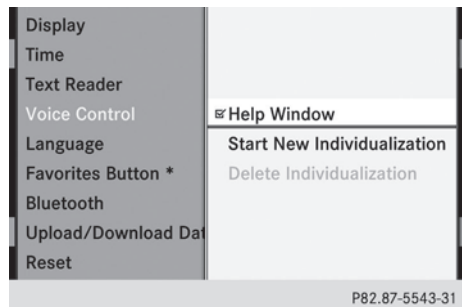 Display
Time
Text Reader
Voice Control
Help Window
Language
Start New Individualization
Favorites Button *
Delete Individualization
Bluetooth
Upload/Download Dat
Reset
P82.87-5543-31